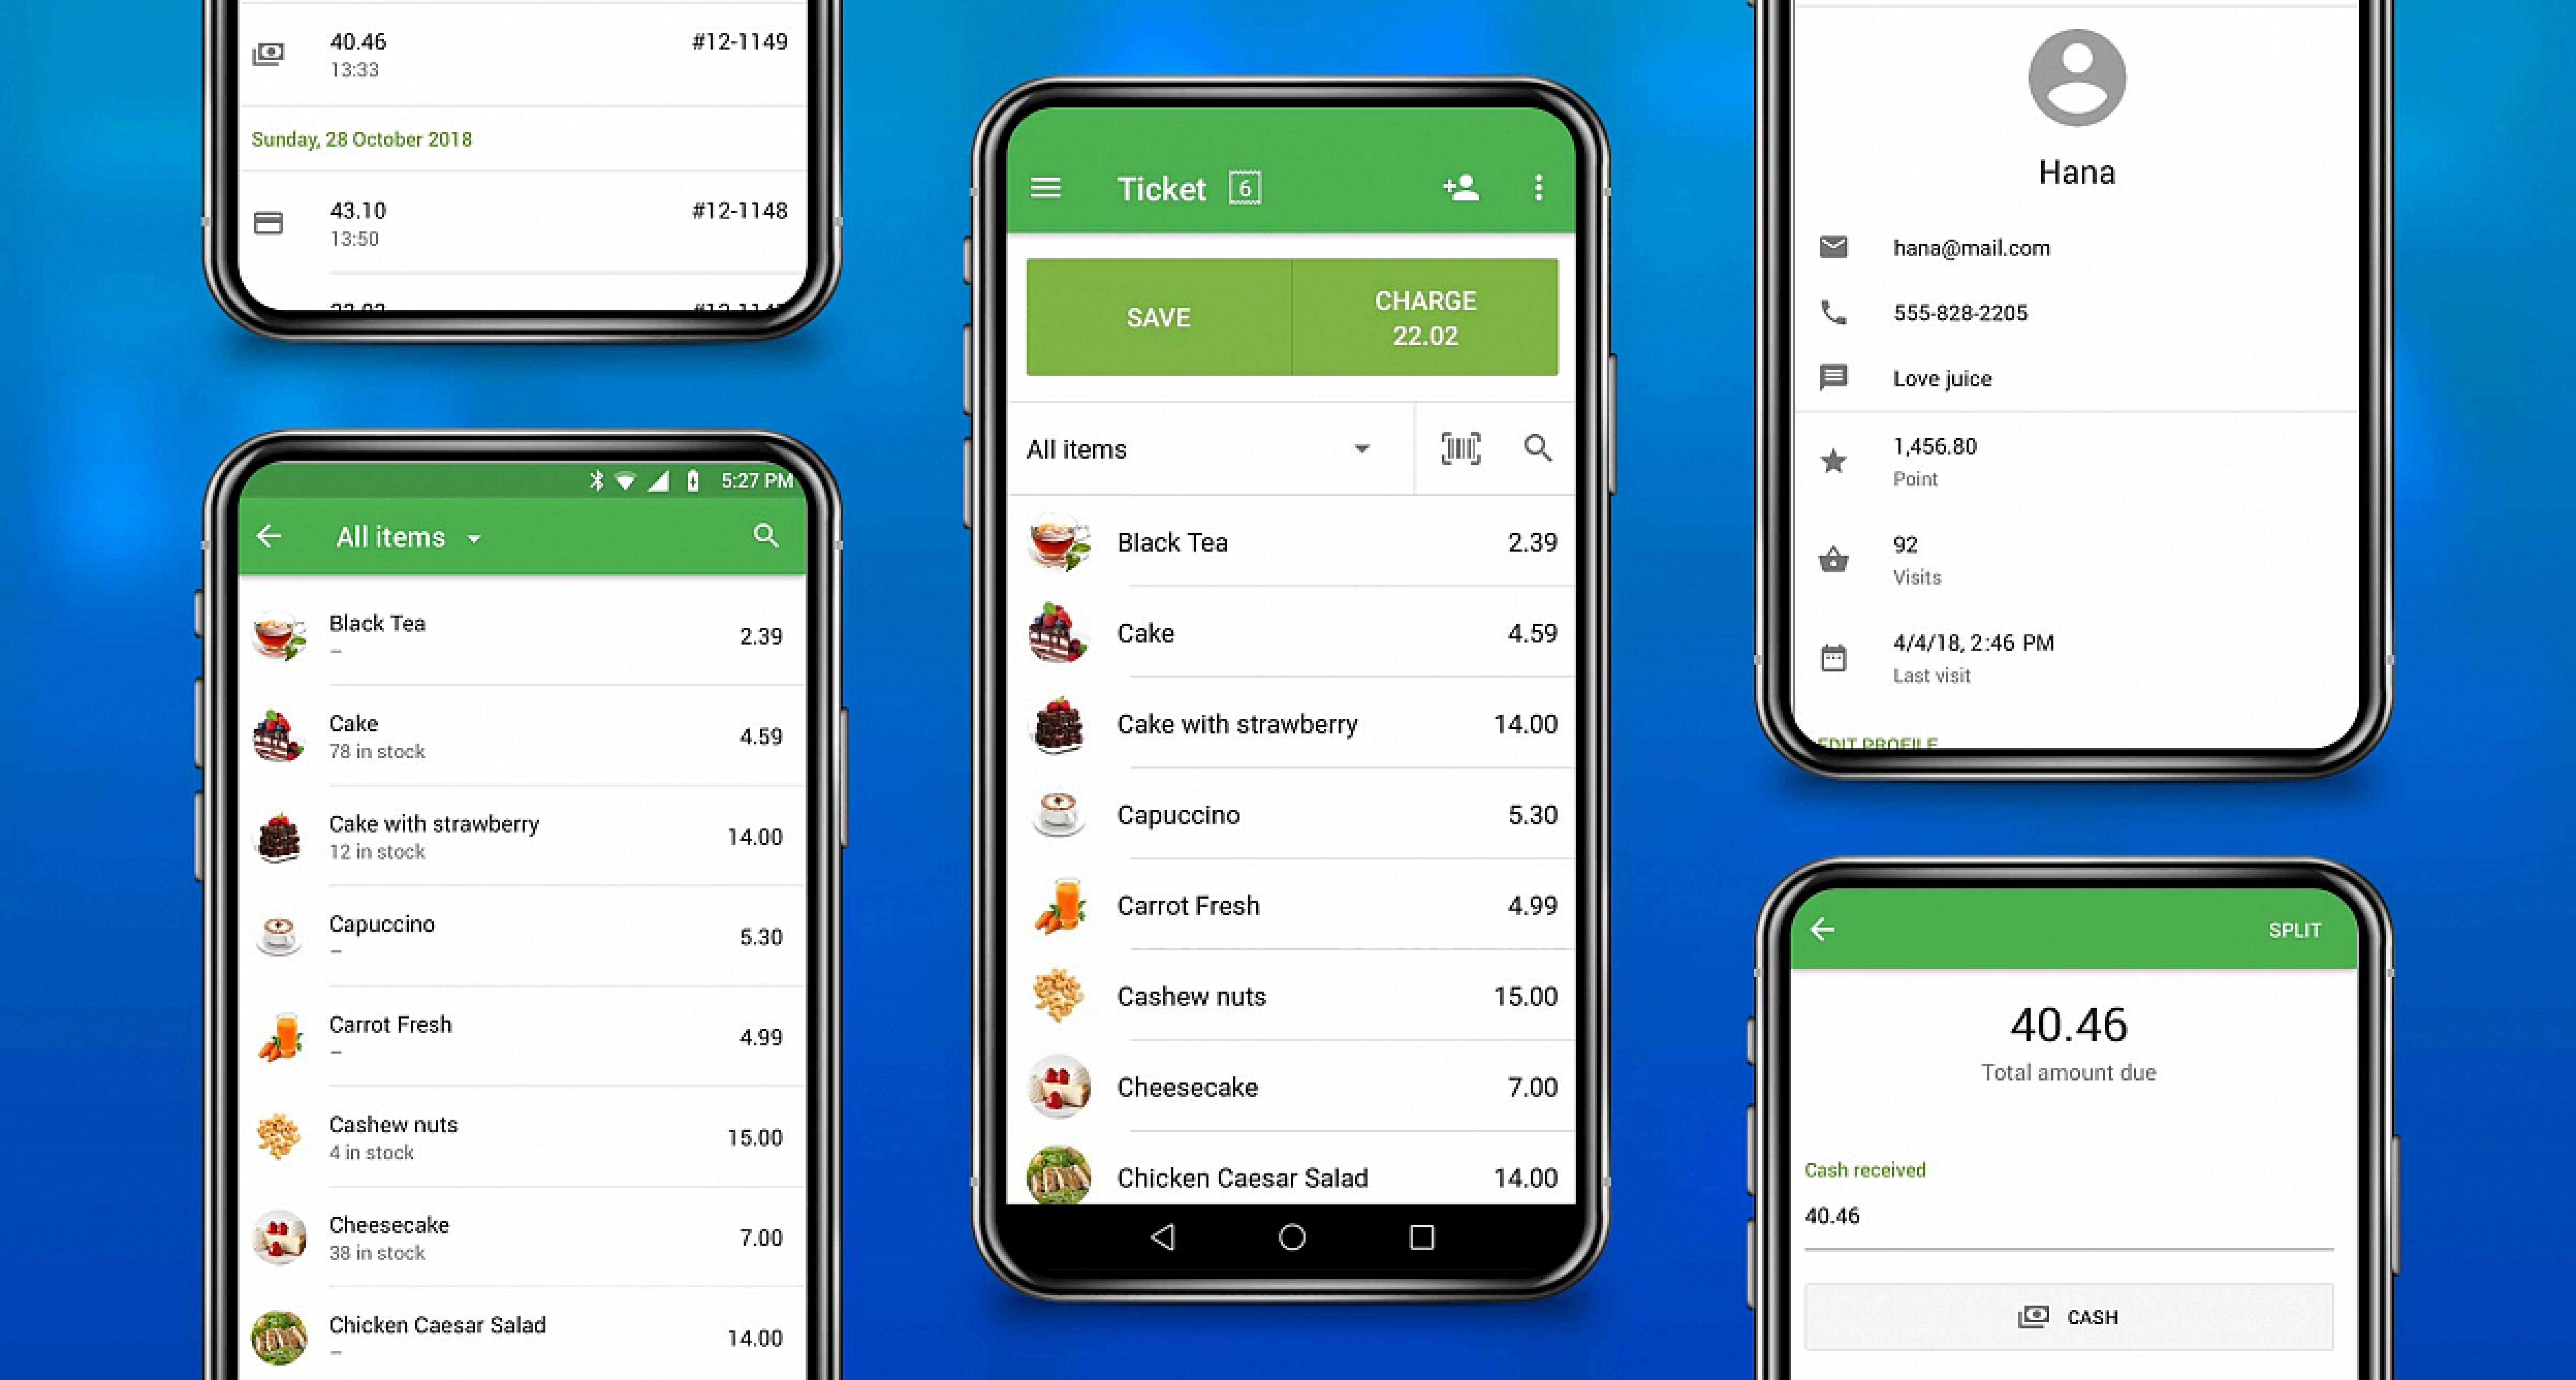 40.46 #12-1149
13:33
Sunday, 28 October 2018
43.10 #12-1148
13:50
5:27 PM
All items
Black Tea 2.39
–
Cake 4.59
78 in stock
Cake with strawberry 14.00
12 in stock
Capuccino 5.30
–
Carrot Fresh 4.99
–
Cashew nuts 15.00
4 in stock
Cheesecake 7.00
38 in stock
Chicken Caesar Salad 14.00
–
Ticket 6
SAVE
CHARGE
22.02
All items
Black Tea 2.39
Cake 4.59
Cake with strawberry 14.00
Capuccino 5.30
Carrot Fresh 4.99
Cashew nuts 15.00
Cheesecake 7.00
Chicken Caesar Salad 14.00
Hana
hana@mail.com
555-828-2205
Love juice
1,456.80
Point
92
Visits
4/4/18, 2:46 PM
Last visit
EDIT PROFILE
SPLIT
40.46
Total amount due
Cash received
40.46
CASH